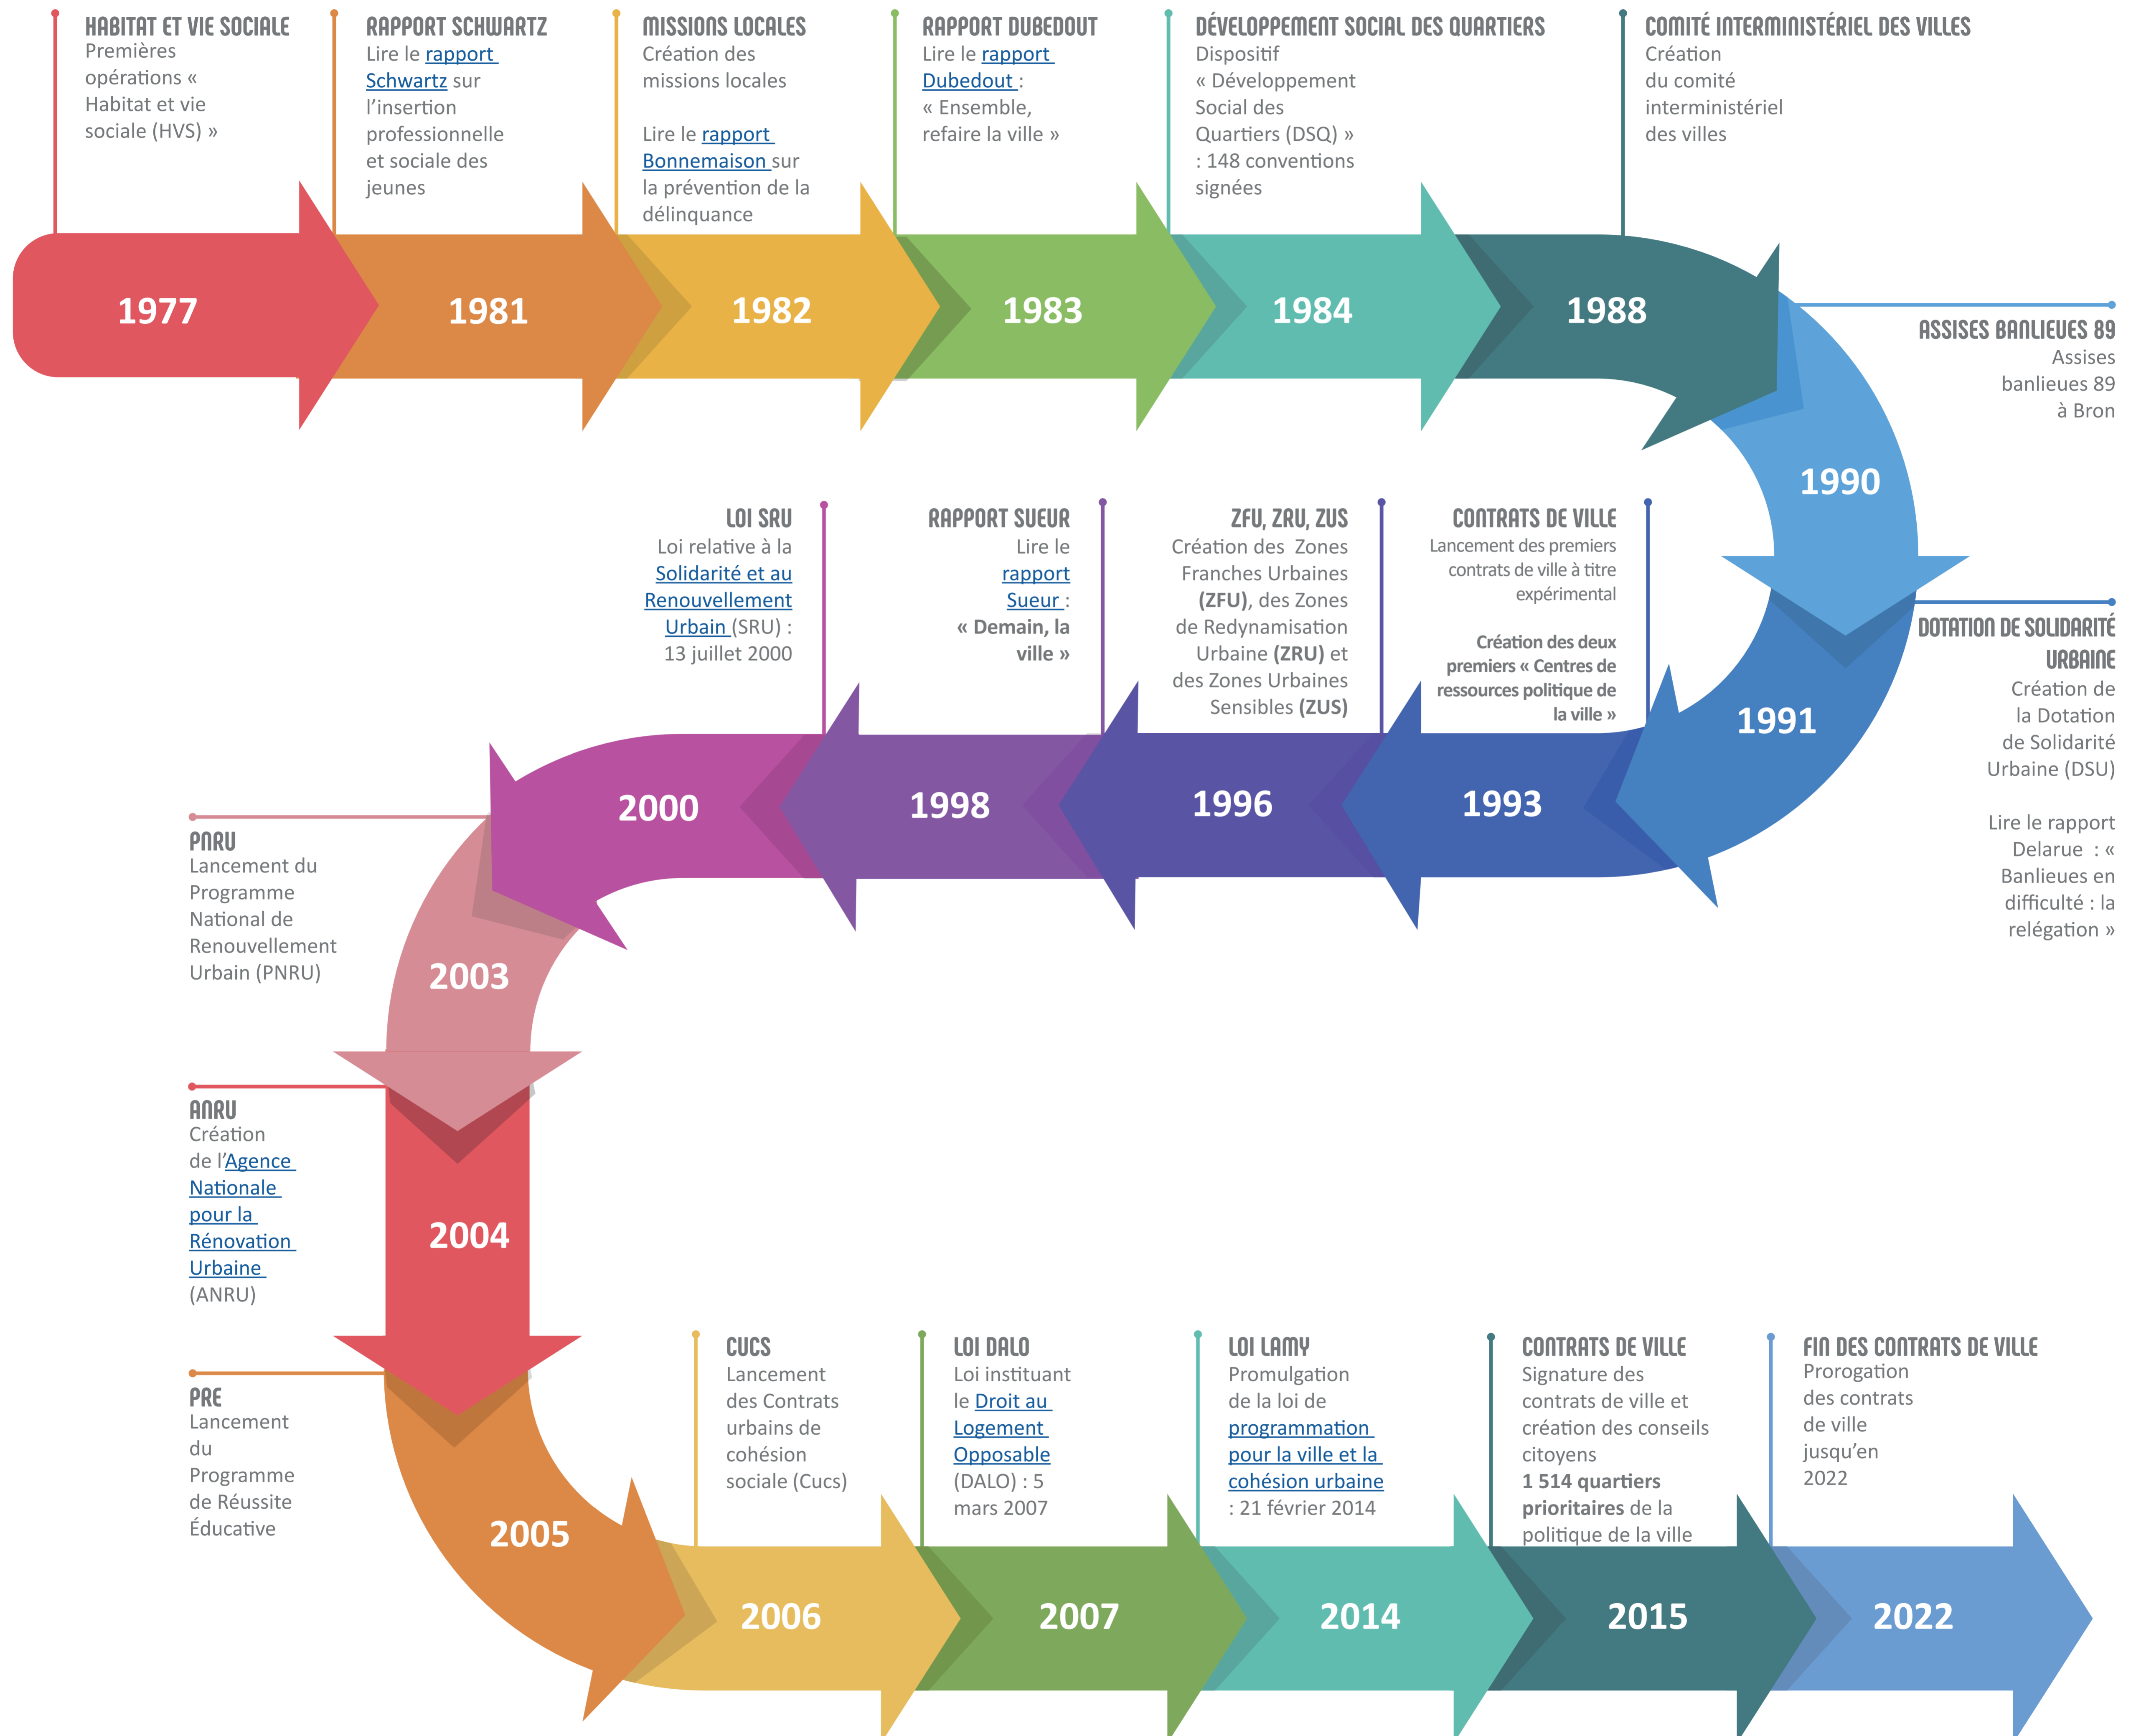 HABITAT ET VIE SOCIALE
Premières
opérations «
Habitat et vie
sociale (HVS) »
RAPPORT SCHWARTZ
Lire le rapport
Schwartz sur
l’insertion
professionnelle
et sociale des
jeunes
MISSIONS LOCALES
Création des
missions locales
Lire le rapport
Bonnemaison sur
la prévention de la
délinquance
RAPPORT DUBEDOUT
Lire le rapport
Dubedout :
« Ensemble,
refaire la ville »
DÉVELOPPEMENT SOCIAL DES QUARTIERS
Dispositif
« Développement
Social des
Quartiers (DSQ) »
: 148 conventions
signées
COMITÉ INTERMINISTÉRIEL DES VILLES
Création
du comité
interministériel
des villes
1977
1981
1982
1983
1984
1988
ASSISES BANLIEUES 89
Assises
banlieues 89
à Bron
1990
DOTATION DE SOLIDARITÉ
URBAINE
Création de
la Dotation
de Solidarité
Urbaine (DSU)
Lire le rapport
Delarue : «
Banlieues en
difficulté : la
relégation »
1991
CONTRATS DE VILLE
Lancement des premiers
contrats de ville à titre
expérimental
Création des deux
premiers « Centres de
ressources politique de
la ville »
1993
ZFU, ZRU, ZUS
Création des Zones
Franches Urbaines
(ZFU), des Zones
de Redynamisation
Urbaine (ZRU) et
des Zones Urbaines
Sensibles (ZUS)
1996
RAPPORT SUEUR
Lire le
rapport
Sueur :
« Demain, la
ville »
1998
LOI SRU
Loi relative à la
Solidarité et au
Renouvellement
Urbain (SRU) :
13 juillet 2000
2000
PNRU
Lancement du
Programme
National de
Renouvellement
Urbain (PNRU)
2003
ANRU
Création
de l’Agence
Nationale
pour la
Rénovation
Urbaine
(ANRU)
2004
PRE
Lancement
du
Programme
de Réussite
Éducative
2005
CUCS
Lancement
des Contrats
urbains de
cohésion
sociale (Cucs)
LOI DALO
Loi instituant
le Droit au
Logement
Opposable
(DALO) : 5
mars 2007
LOI LAMY
Promulgation
de la loi de
programmation
pour la ville et la
cohésion urbaine
: 21 février 2014
CONTRATS DE VILLE
Signature des
contrats de ville et
création des conseils
citoyens
1 514 quartiers
prioritaires de la
politique de la ville
FIN DES CONTRATS DE VILLE
Prorogation
des contrats
de ville
jusqu’en
2022
2006
2007
2014
2015
2022